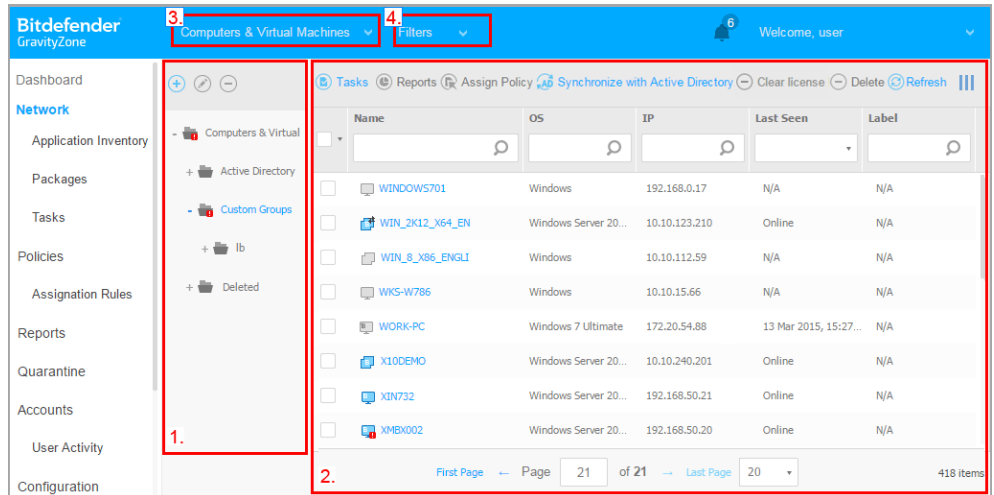 Bitdefender
GravityZone
3.
Computers & Virtual Machines
4.
Filters
6
Welcome, user
Dashboard
Network
Application Inventory
Packages
Tasks
Policies
Assignation Rules
Reports
Quarantine
Accounts
User Activity
Configuration
- Computers & Virtual
+ Active Directory
- Custom Groups
+ lb
+ Deleted
1.
Tasks Reports Assign Policy Synchronize with Active Directory Clear license Delete Refresh
Name OS IP Last Seen Label
WINDOWS701 Windows 192.168.0.17 N/A N/A
WIN_2K12_X64_EN Windows Server 20... 10.10.123.210 Online N/A
WIN_8_X86_ENGLI Windows 10.10.112.59 N/A N/A
WKS-W786 Windows 10.10.15.66 N/A N/A
WORK-PC Windows 7 Ultimate 172.20.54.88 13 Mar 2015, 15:27... N/A
X10DEMO Windows Server 20... 10.10.240.201 Online N/A
XIN732 Windows Server 20... 192.168.50.21 Online N/A
XMBX002 Windows Server 20... 192.168.50.20 Online N/A
2.
First Page ← Page 21 of 21 → Last Page 20 418 items